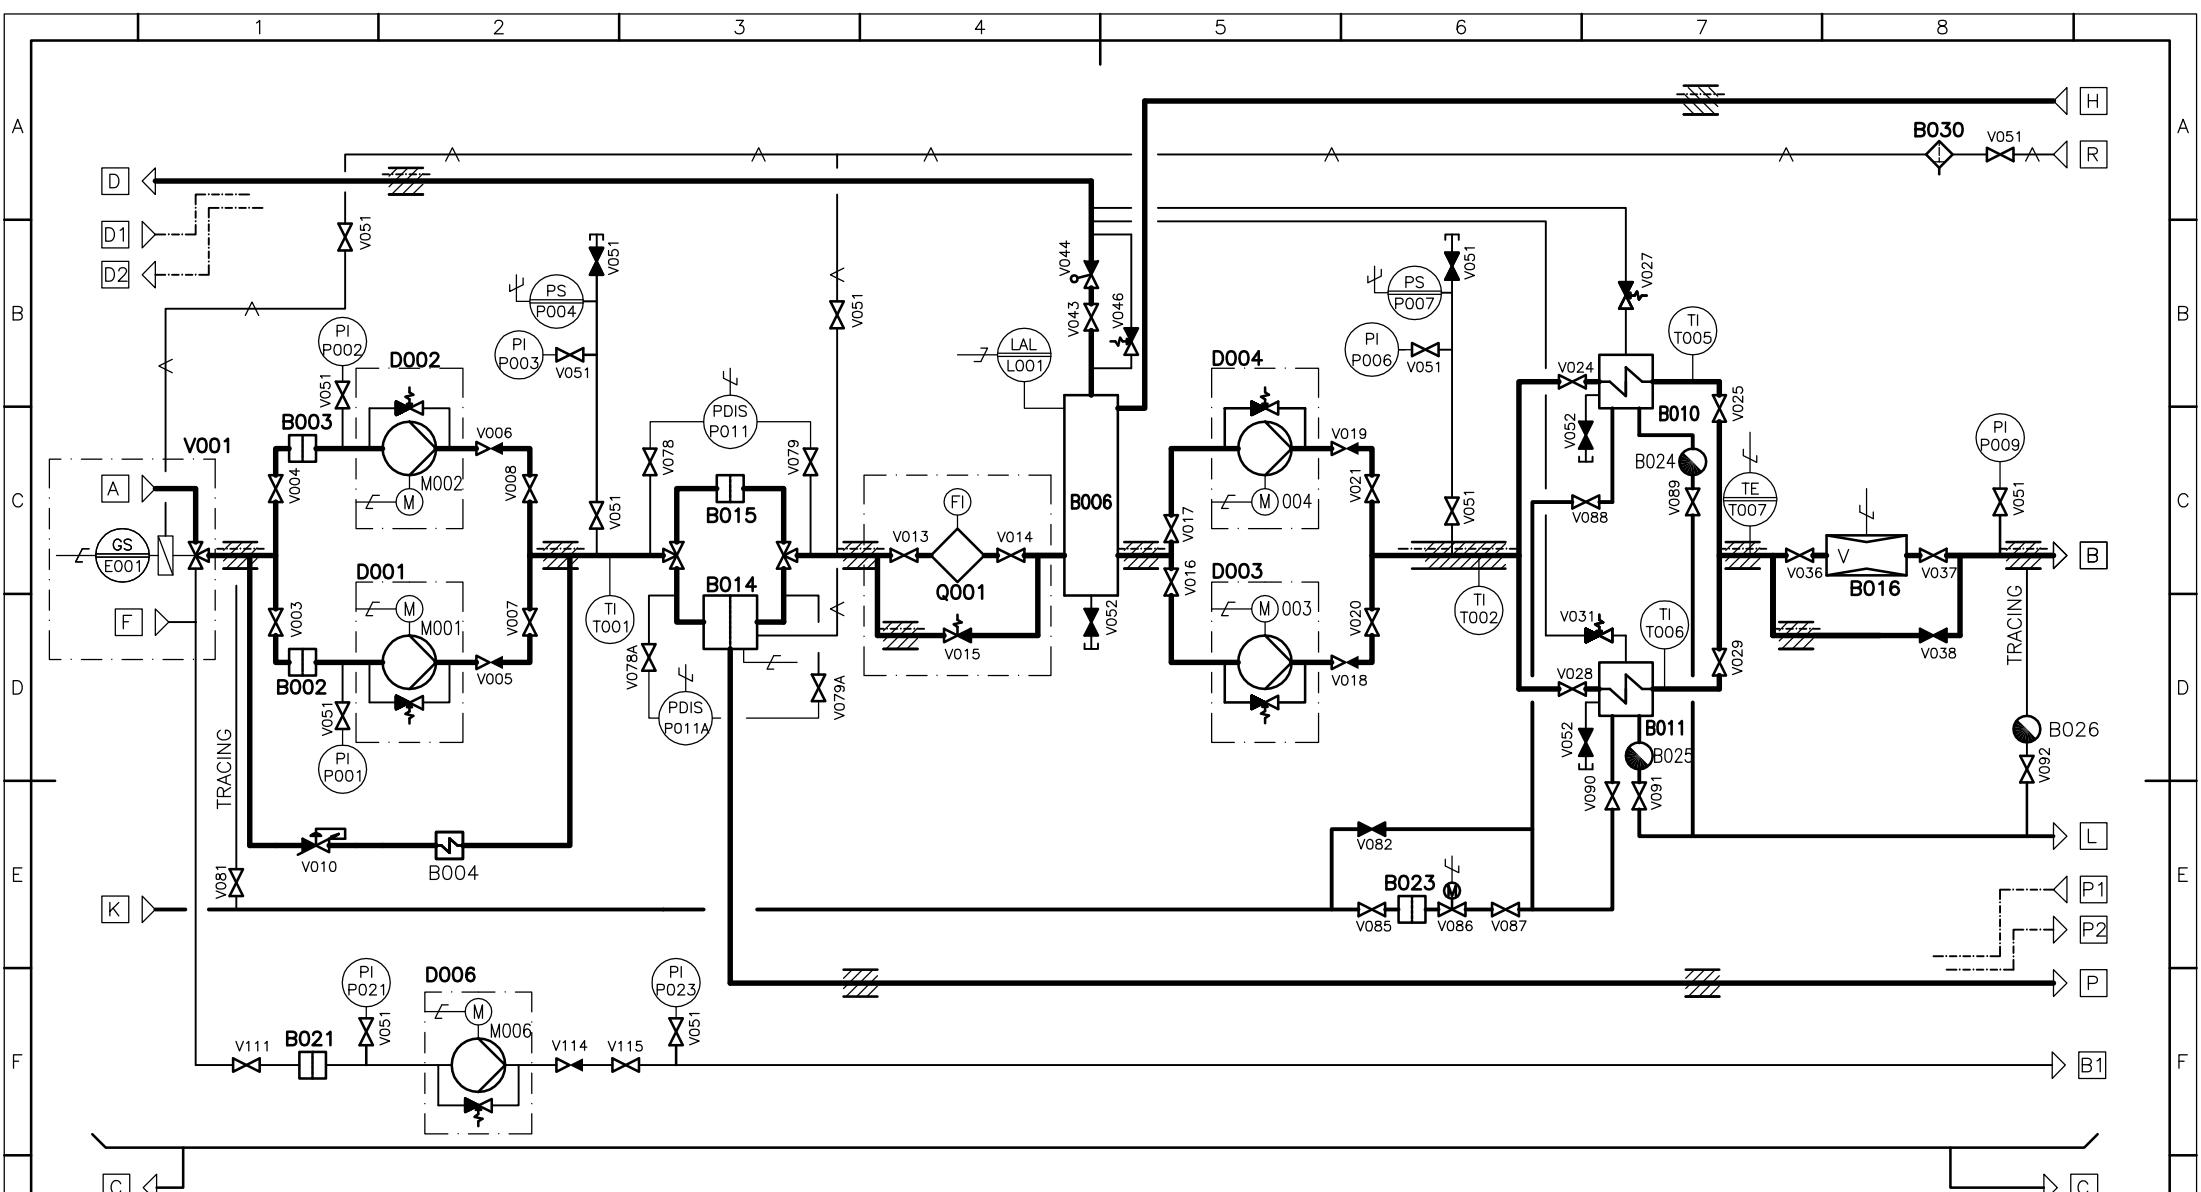 1 2 3 4 5 6 7 8
H
A A
B030 V051
R
D
D1
D2
V051
V051
PS P004
PI P003
V051
V051
V044
V043
V046
V051
PS P007
PI P006
V051
V027
TI T005
B B
PI P002
V051
D002
LAL L001
D004
V024
B010
V025
V052
V001
B003
V004
M002
M
V006
V008
V051
PDIS P011
V078
V079
B015
FI
B006
V017
M 004
V019
V021
V051
V088
B024
V089
TE T007
PI P009
V051
C C
A
GS E001
V013
V014
Q001
V015
V016
V036
V
V037
B016
V038
B
F
V003
B002
D001
M
M001
V007
V005
V051
PI P001
TI T001
B014
V078A
PDIS P011A
V079A
V052
D003
M 003
V020
V018
TI T002
V031
TI T006
V028
V029
B011
V052
B025
V090
V091
TRACING
B026
V092
D D
TRACING
V010
B004
V081
V082
L
E E
K
B023
M
V085
V086
V087
P1
P2
P
PI P021
V051
D006
M
M006
PI P023
V051
V111
B021
V114
V115
B1
F F
C C